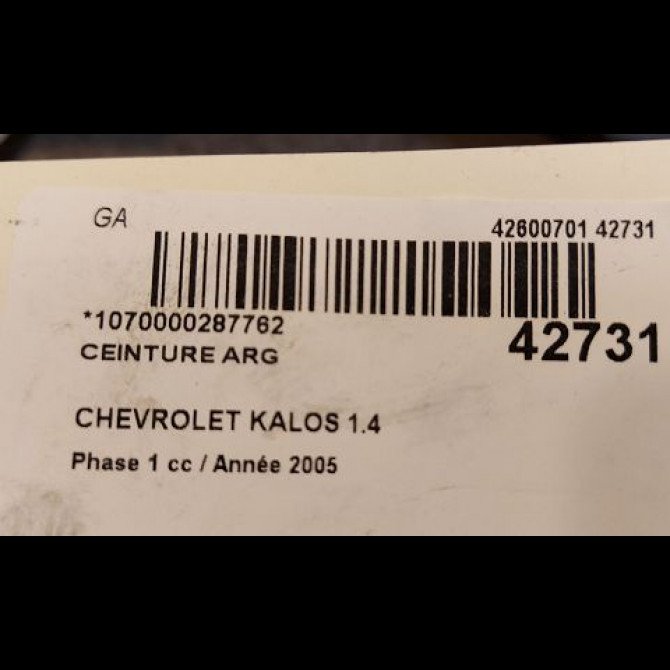 GA
42600701 42731
*1070000287762
42731
CEINTURE ARG
CHEVROLET KALOS 1.4
Phase 1 cc / Année 2005